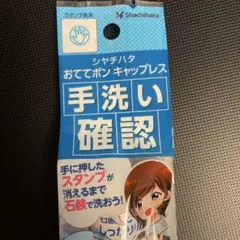 スタンプ見本
Shachihata
シヤチハタ
おててポン キャップレス
手洗い
確認
手に押した
スタンプが
消えるまで
石鹸で洗おう!